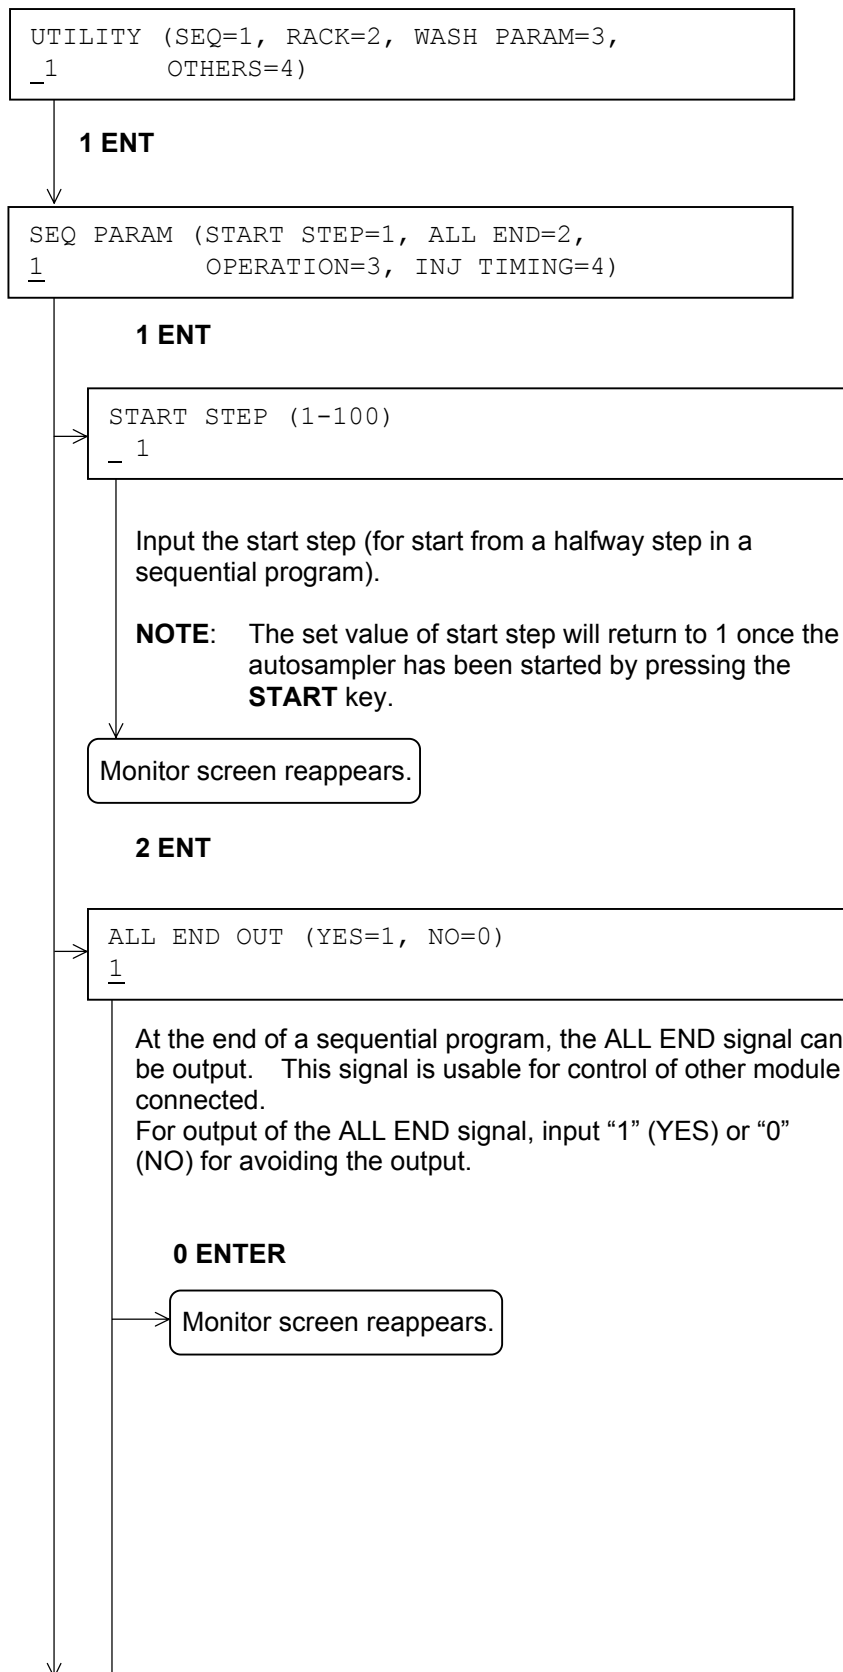 UTILITY (SEQ=1, RACK=2, WASH PARAM=3,
_1 OTHERS=4)
1 ENT
SEQ PARAM (START STEP=1, ALL END=2,
1 OPERATION=3, INJ TIMING=4)
1 ENT
START STEP (1-100)
_ 1
Input the start step (for start from a halfway step in a
sequential program).
NOTE: The set value of start step will return to 1 once the
autosampler has been started by pressing the
START key.
Monitor screen reappears.
2 ENT
ALL END OUT (YES=1, NO=0)
1
At the end of a sequential program, the ALL END signal can
be output. This signal is usable for control of other module
connected.
For output of the ALL END signal, input “1” (YES) or “0”
(NO) for avoiding the output.
0 ENTER
Monitor screen reappears.